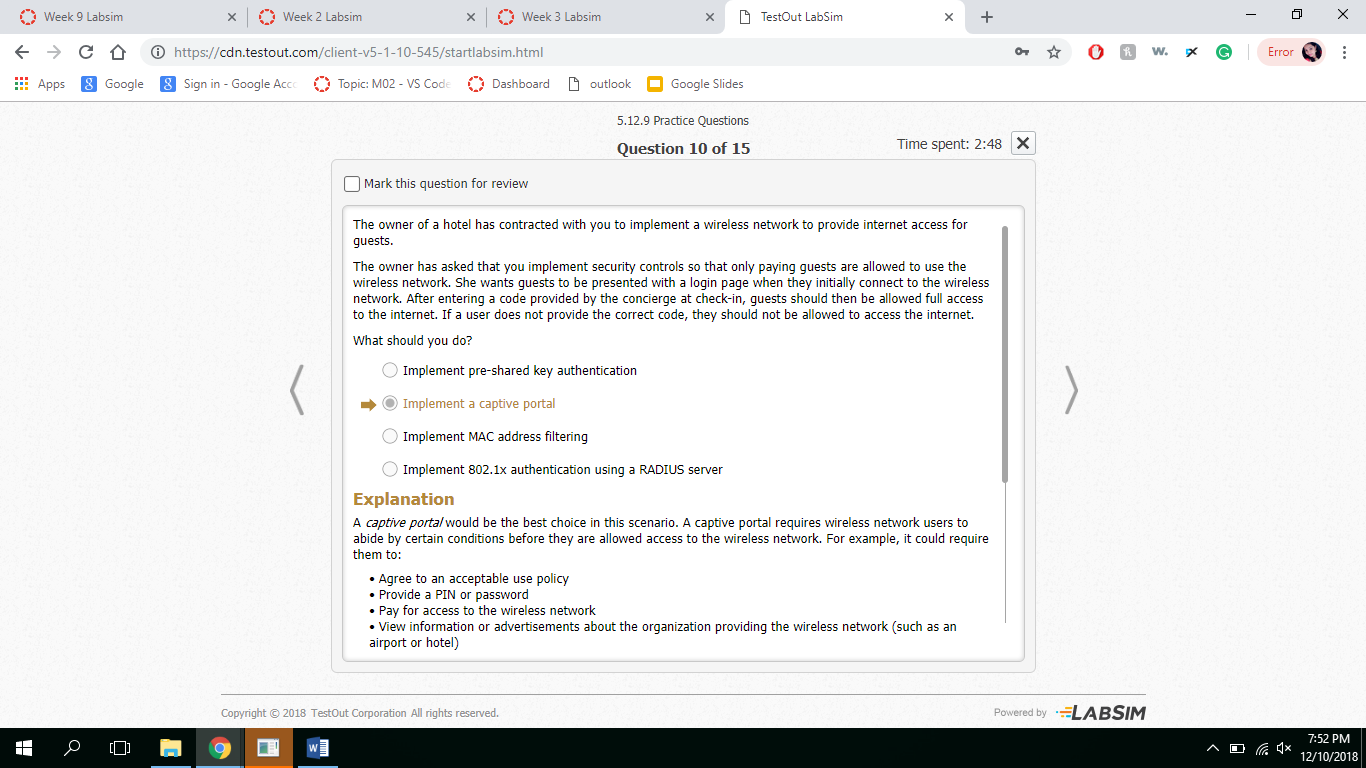 Week 9 Labsim
Week 2 Labsim
Week 3 Labsim
TestOut LabSim
https://cdn.testout.com/client-v5-1-10-545/startlabsim.html
Error
Apps
Google
Sign in - Google Acco
Topic: M02 - VS Code
Dashboard
outlook
Google Slides
5.12.9 Practice Questions
Question 10 of 15
Time spent: 2:48
Mark this question for review
The owner of a hotel has contracted with you to implement a wireless network to provide internet access for
guests.
The owner has asked that you implement security controls so that only paying guests are allowed to use the
wireless network. She wants guests to be presented with a login page when they initially connect to the wireless
network. After entering a code provided by the concierge at check-in, guests should then be allowed full access
to the internet. If a user does not provide the correct code, they should not be allowed to access the internet.
What should you do?
Implement pre-shared key authentication
Implement a captive portal
Implement MAC address filtering
Implement 802.1x authentication using a RADIUS server
Explanation
A captive portal would be the best choice in this scenario. A captive portal requires wireless network users to
abide by certain conditions before they are allowed access to the wireless network. For example, it could require
them to:
• Agree to an acceptable use policy
• Provide a PIN or password
• Pay for access to the wireless network
• View information or advertisements about the organization providing the wireless network (such as an
airport or hotel)
Copyright © 2018 TestOut Corporation All rights reserved.
Powered by LABSIM
7:52 PM
12/10/2018